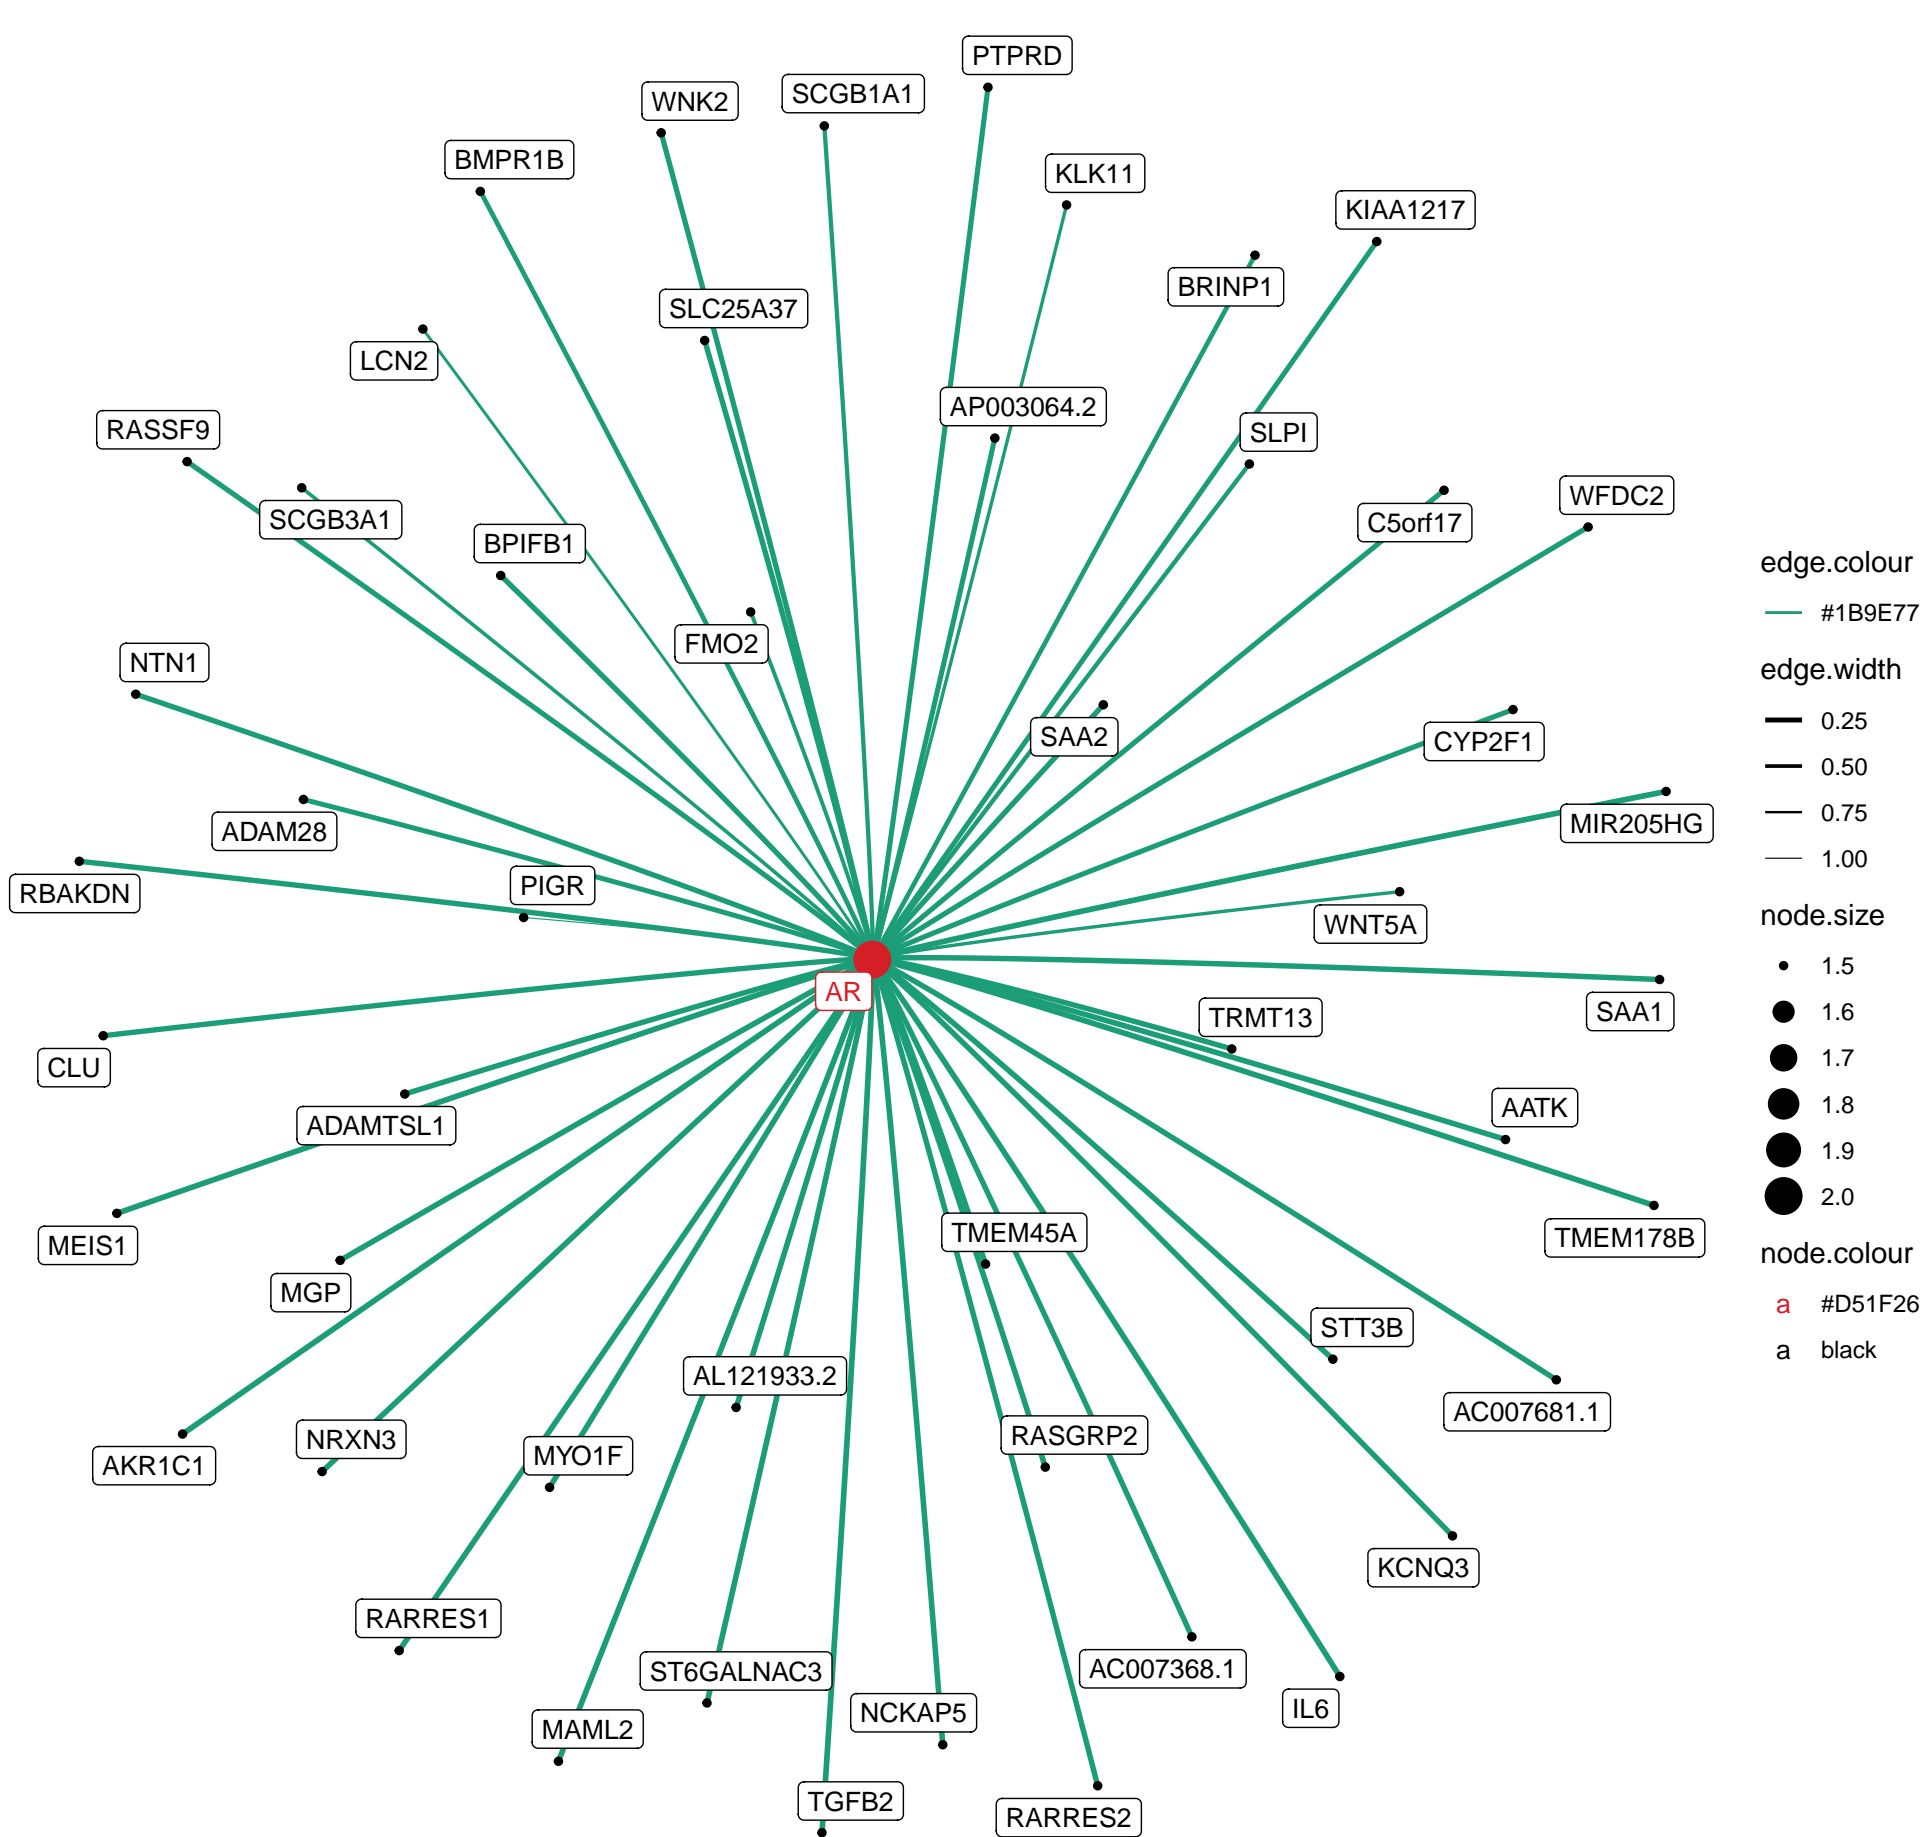 PTPRD
SCGB1A1
WNK2
BMPR1B
KLK11
KIAA1217
BRINP1
SLC25A37
LCN2
AP003064.2
RASSF9
SLPI
WFDC2
SCGB3A1
C5orf17
BPIFB1
FMO2
NTN1
SAA2
CYP2F1
MIR205HG
ADAM28
PIGR
RBAKDN
WNT5A
AR
SAA1
TRMT13
CLU
AATK
ADAMTSL1
TMEM45A
TMEM178B
MEIS1
MGP
STT3B
AL121933.2
AC007681.1
RASGRP2
NRXN3
MYO1F
AKR1C1
KCNQ3
RARRES1
AC007368.1
ST6GALNAC3
IL6
NCKAP5
MAML2
TGFB2
RARRES2
edge.colour
#1B9E77
edge.width
0.25
0.50
0.75
1.00
node.size
1.5
1.6
1.7
1.8
1.9
2.0
node.colour
a #D51F26
a black